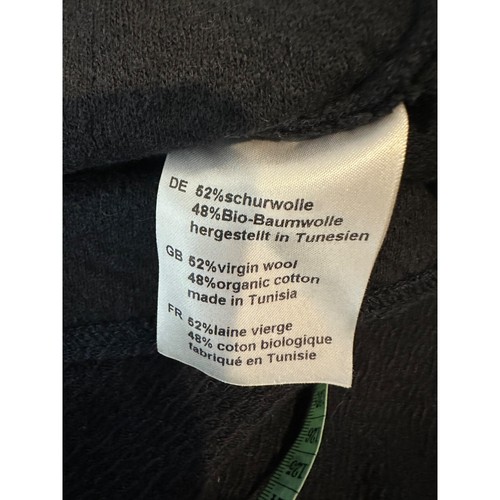 DE 52%schurwolle
48%Bio-Baumwolle
hergestellt in Tunesien
GB 52%virgin wool
48%organic cotton
made in Tunisia
FR 52%laine vierge
48% coton biologique
fabriqué en Tunisie